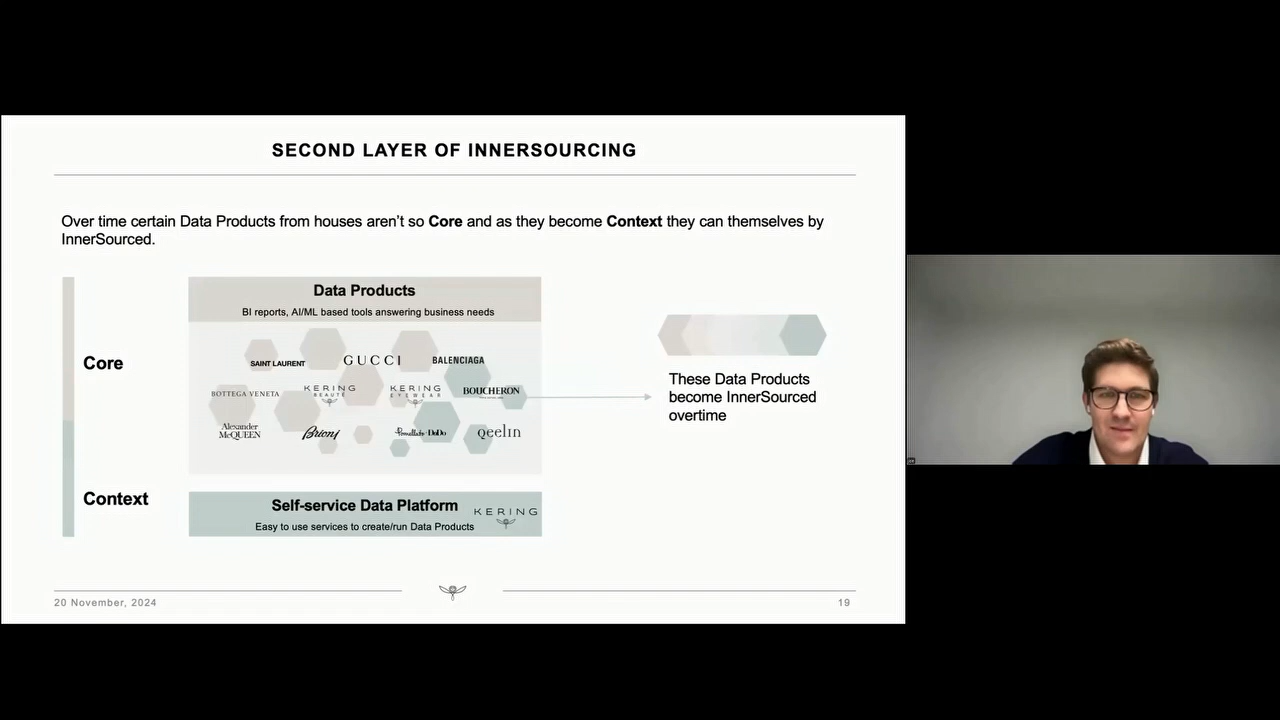 SECOND LAYER OF INNERSOURCING
Over time certain Data Products from houses aren't so Core and as they become Context they can themselves by
InnerSourced.
Data Products
BI reports, AI/ML based tools answering business needs
Core
SAINT LAURENT
GUCCI
BALENCIAGA
BOTTEGA VENETA
KERING
BEAUTÉ
KERING
EYEWEAR
BOUCHERON
Alexander
McQUEEN
Brioni
Pomellato
DoDo
Qeelin
These Data Products
become InnerSourced
overtime
Context
Self-service Data Platform
Easy to use services to create/run Data Products
KERING
20 November, 2024
19